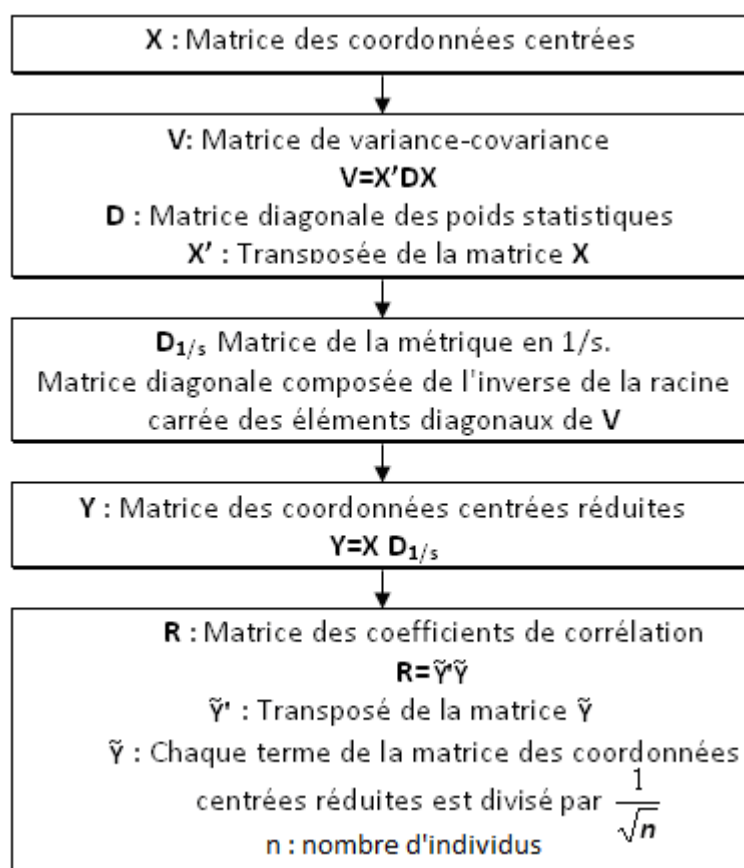 X : Matrice des coordonnées centrées
V: Matrice de variance-covariance
V=X'DX
D : Matrice diagonale des poids statistiques
X' : Transposée de la matrice X
D1/s Matrice de la métrique en 1/s.
Matrice diagonale composée de l'inverse de la racine
carrée des éléments diagonaux de V
Y : Matrice des coordonnées centrées réduites
Y=X D1/s
R : Matrice des coefficients de corrélation
R=Ỹ'Ỹ
Ỹ' : Transposé de la matrice Ỹ
Ỹ : Chaque terme de la matrice des coordonnées
centrées réduites est divisé par 1/√n
n : nombre d'individus